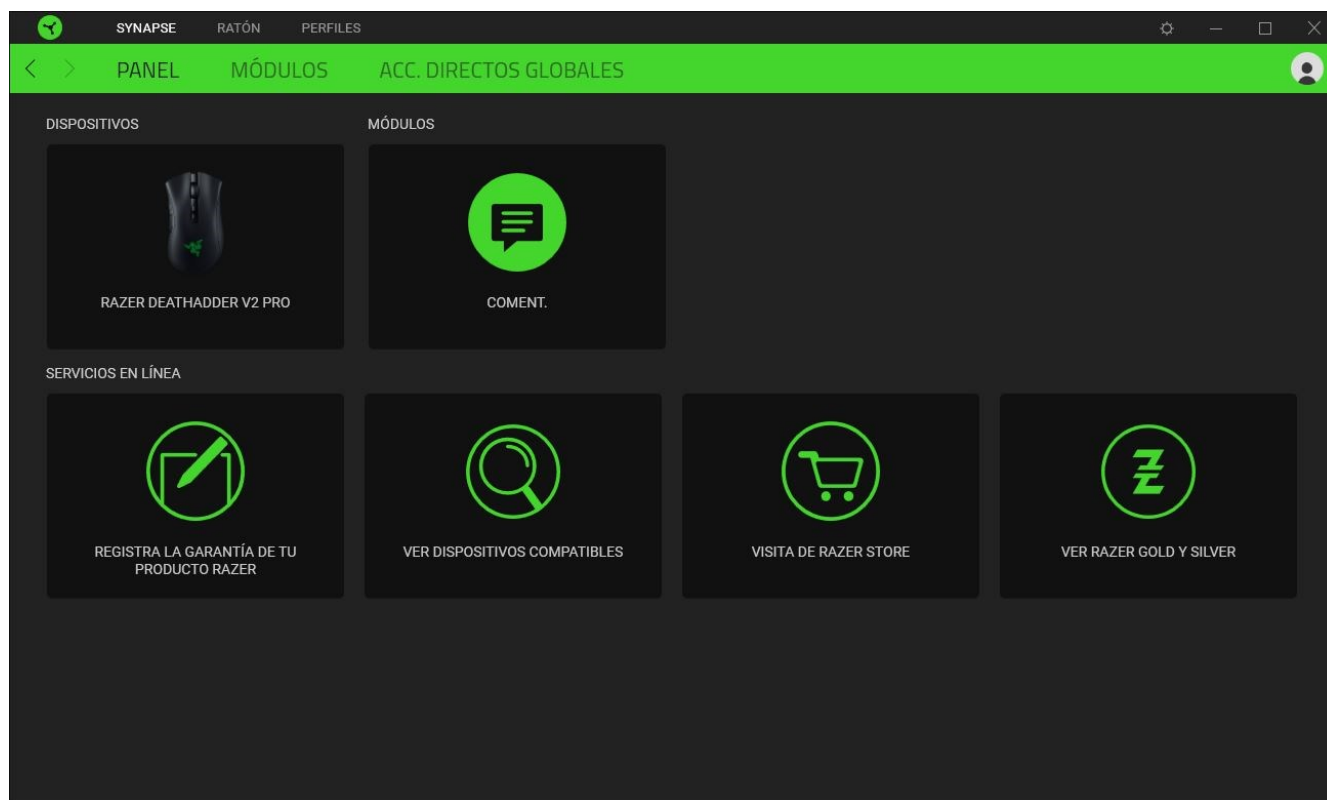 SYNAPSE RATÓN PERFILES
PANEL MÓDULOS ACC. DIRECTOS GLOBALES
DISPOSITIVOS MÓDULOS
RAZER DEATHADDER V2 PRO COMENT.
SERVICIOS EN LÍNEA
REGISTRA LA GARANTÍA DE TU
PRODUCTO RAZER
VER DISPOSITIVOS COMPATIBLES
VISITA DE RAZER STORE
VER RAZER GOLD Y SILVER